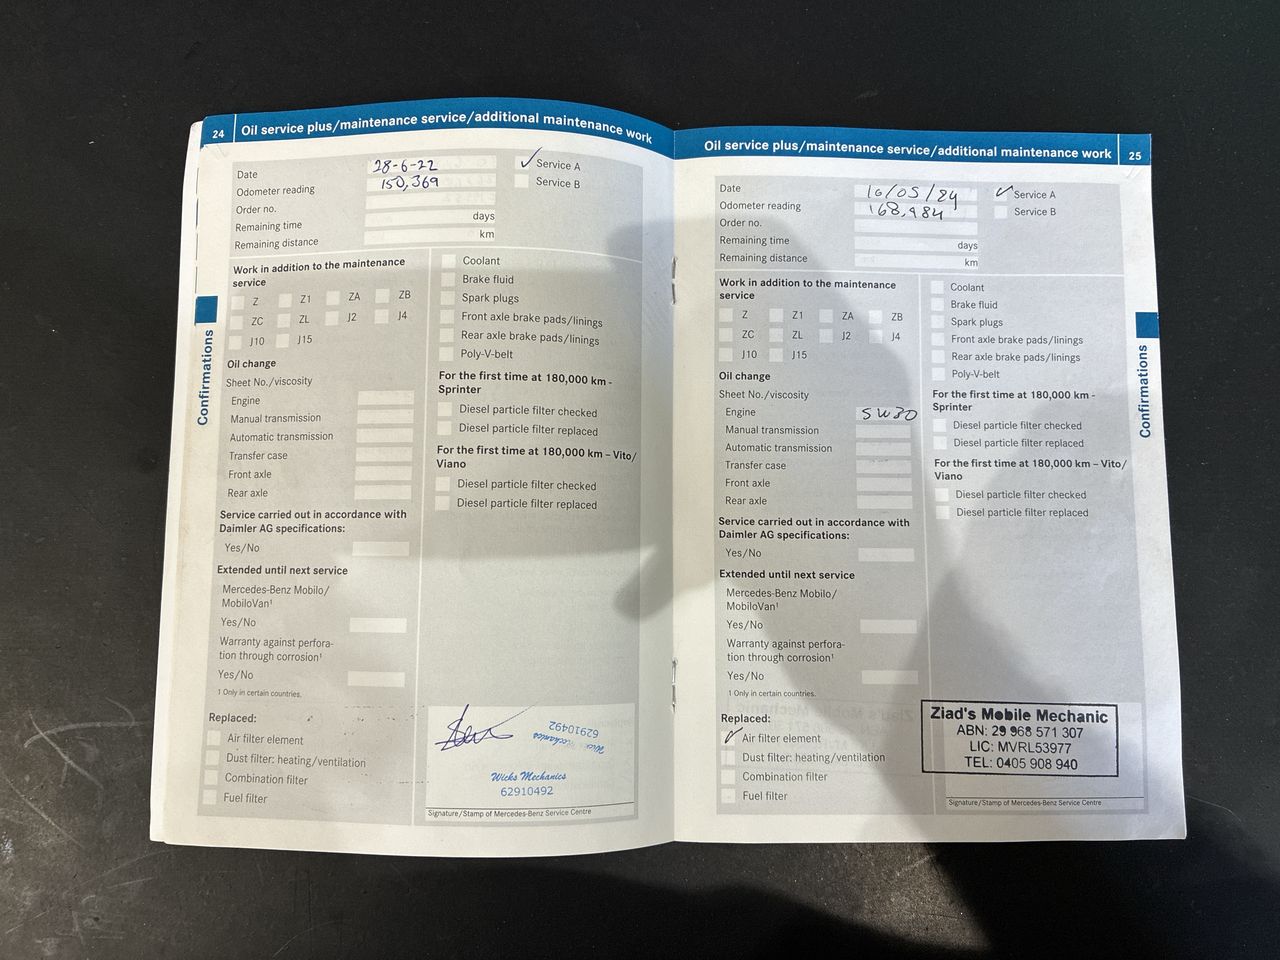 24
Oil service plus/maintenance service/additional maintenance work
Date 28-6-22
Odometer reading 150,369
Order no.
Remaining time days
Remaining distance km
✓ Service A
Service B
Work in addition to the maintenance
service
Z Z1 ZA ZB
ZC ZL J2 J4
J10 J15
Oil change
Sheet No./viscosity
Engine
Manual transmission
Automatic transmission
Transfer case
Front axle
Rear axle
Service carried out in accordance with
Daimler AG specifications:
Yes/No
Extended until next service
Mercedes-Benz Mobilo/
MobiloVan¹
Yes/No
Warranty against perfora-
tion through corrosion¹
Yes/No
1 Only in certain countries.
Replaced:
Air filter element
Dust filter: heating/ventilation
Combination filter
Fuel filter
Coolant
Brake fluid
Spark plugs
Front axle brake pads/linings
Rear axle brake pads/linings
Poly-V-belt
For the first time at 180,000 km -
Sprinter
Diesel particle filter checked
Diesel particle filter replaced
For the first time at 180,000 km – Vito/
Viano
Diesel particle filter checked
Diesel particle filter replaced
Wicks Mechanics
62910492
Wicks Mechanics
62910492
Signature/Stamp of Mercedes-Benz Service Centre
Confirmations
Oil service plus/maintenance service/additional maintenance work
25
Date 16/05/24
Odometer reading 168,984
Order no.
Remaining time days
Remaining distance km
✓ Service A
Service B
Work in addition to the maintenance
service
Z Z1 ZA ZB
ZC ZL J2 J4
J10 J15
Oil change
Sheet No./viscosity
Engine 5W30
Manual transmission
Automatic transmission
Transfer case
Front axle
Rear axle
Service carried out in accordance with
Daimler AG specifications:
Yes/No
Extended until next service
Mercedes-Benz Mobilo/
MobiloVan¹
Yes/No
Warranty against perfora-
tion through corrosion¹
Yes/No
1 Only in certain countries.
Replaced:
✓ Air filter element
Dust filter: heating/ventilation
Combination filter
Fuel filter
Coolant
Brake fluid
Spark plugs
Front axle brake pads/linings
Rear axle brake pads/linings
Poly-V-belt
For the first time at 180,000 km -
Sprinter
Diesel particle filter checked
Diesel particle filter replaced
For the first time at 180,000 km – Vito/
Viano
Diesel particle filter checked
Diesel particle filter replaced
Ziad's Mobile Mechanic
ABN: 29 968 571 307
LIC: MVRL53977
TEL: 0405 908 940
Signature/Stamp of Mercedes-Benz Service Centre
Confirmations